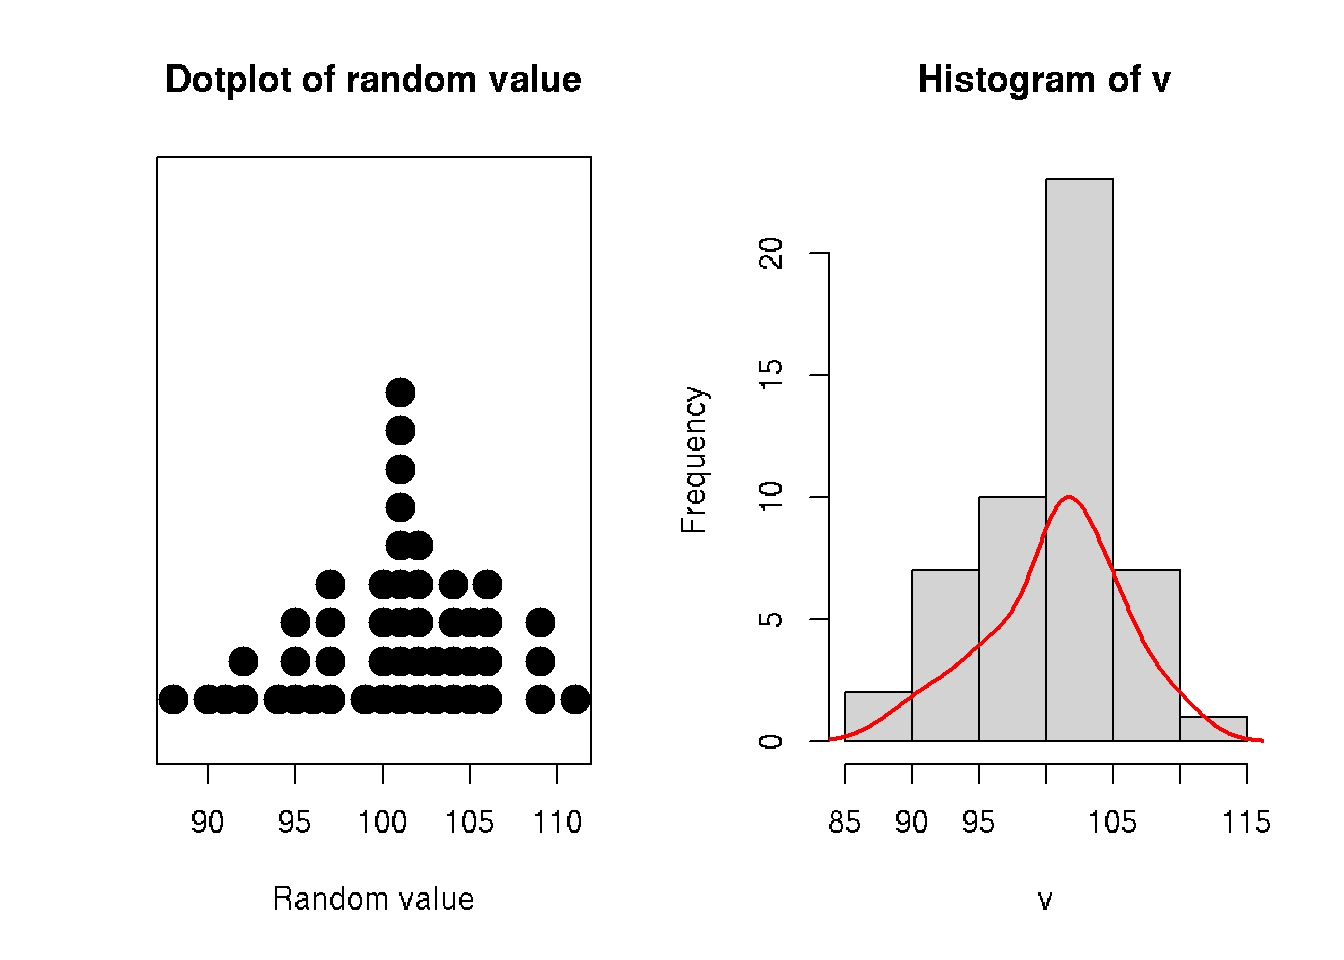 Dotplot of random value
90 95 100 105 110
Random value
Histogram of v
Frequency
20
15
10
5
0
85 90 95 105 115
v